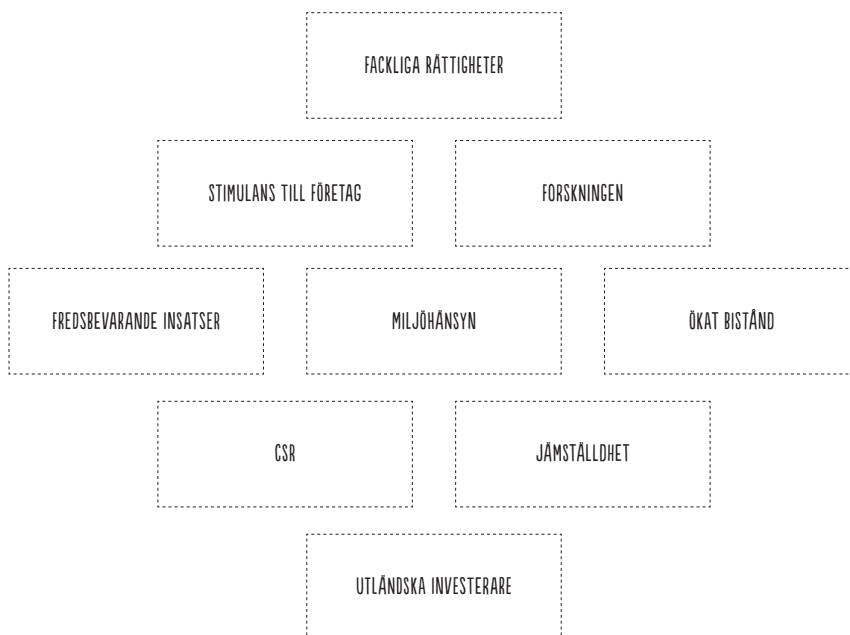 FACKLIGA RÄTTIGHETER
STIMULANS TILL FÖRETAG
FORSKNINGEN
FREDSBEVARANDE INSATSER
MILJÖHÄNSYN
ÖKAT BISTÅND
CSR
JÄMSTÄLLDHET
UTLÄNDSKA INVESTERARE